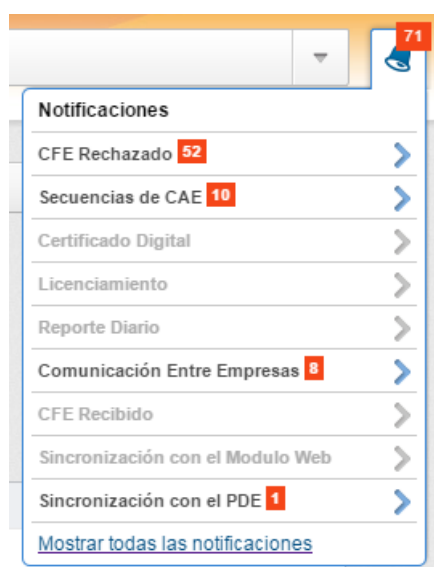 71
Notificaciones
CFE Rechazado 52
Secuencias de CAE 10
Certificado Digital
Licenciamiento
Reporte Diario
Comunicación Entre Empresas 8
CFE Recibido
Sincronización con el Modulo Web
Sincronización con el PDE 1
Mostrar todas las notificaciones